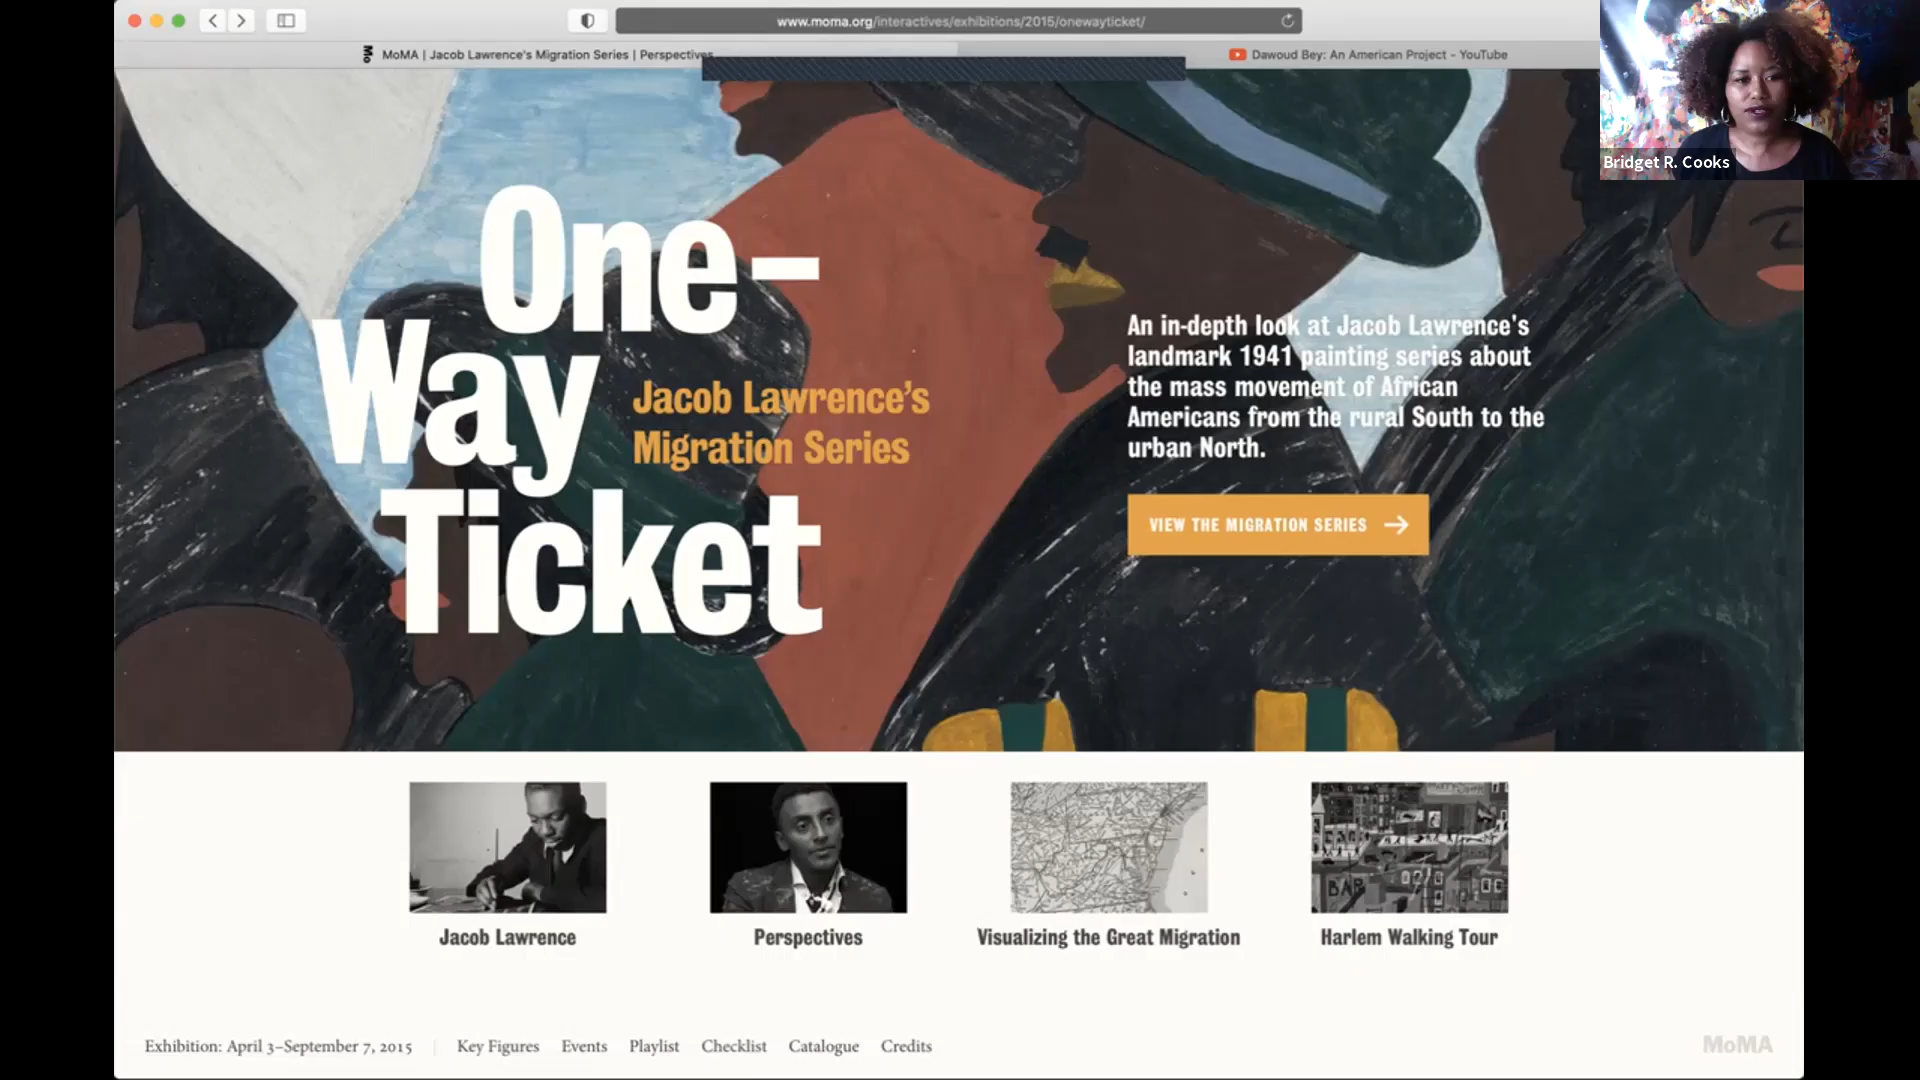 www.moma.org/interactives/exhibitions/2015/onewayticket/
MoMA
MoMA | Jacob Lawrence's Migration Series | Perspectives
Dawoud Bey: An American Project - YouTube
Bridget R. Cooks
One-
Way
Ticket
Jacob Lawrence's
Migration Series
An in-depth look at Jacob Lawrence's
landmark 1941 painting series about
the mass movement of African
Americans from the rural South to the
urban North.
VIEW THE MIGRATION SERIES
BAR
Jacob Lawrence
Perspectives
Visualizing the Great Migration
Harlem Walking Tour
Exhibition: April 3–September 7, 2015
Key Figures
Events
Playlist
Checklist
Catalogue
Credits
MoMA